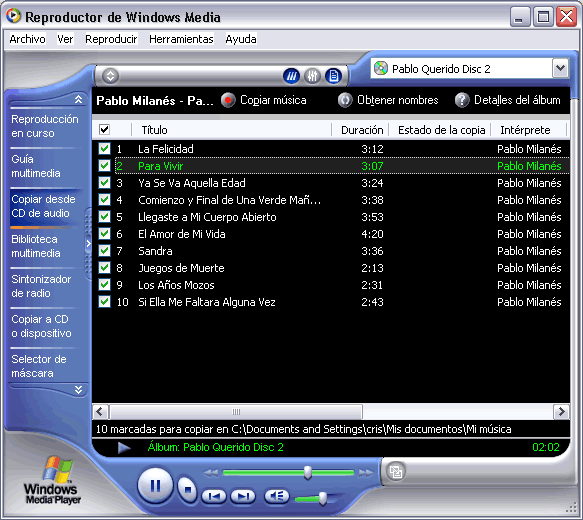 Reproductor de Windows Media
Archivo Ver Reproducir Herramientas Ayuda
Pablo Querido Disc 2
Pablo Milanés - Pa... Copiar música Obtener nombres Detalles del álbum
Título Duración Estado de la copia Intérprete
1 La Felicidad 3:12 Pablo Milanés
2 Para Vivir 3:07 Pablo Milanés
3 Ya Se Va Aquella Edad 3:24 Pablo Milanés
4 Comienzo y Final de Una Verde Mañ... 3:38 Pablo Milanés
5 Llegaste a Mi Cuerpo Abierto 3:53 Pablo Milanés
6 El Amor de Mi Vida 4:20 Pablo Milanés
7 Sandra 3:36 Pablo Milanés
8 Juegos de Muerte 2:13 Pablo Milanés
9 Los Años Mozos 2:31 Pablo Milanés
10 Si Ella Me Faltara Alguna Vez 2:43 Pablo Milanés
Reproducción
en curso
Guía
multimedia
Copiar desde
CD de audio
Biblioteca
multimedia
Sintonizador
de radio
Copiar a CD
o dispositivo
Selector de
máscara
10 marcadas para copiar en C:\Documents and Settings\cris\Mis documentos\Mi música
Álbum: Pablo Querido Disc 2 02:02
Windows
Media Player